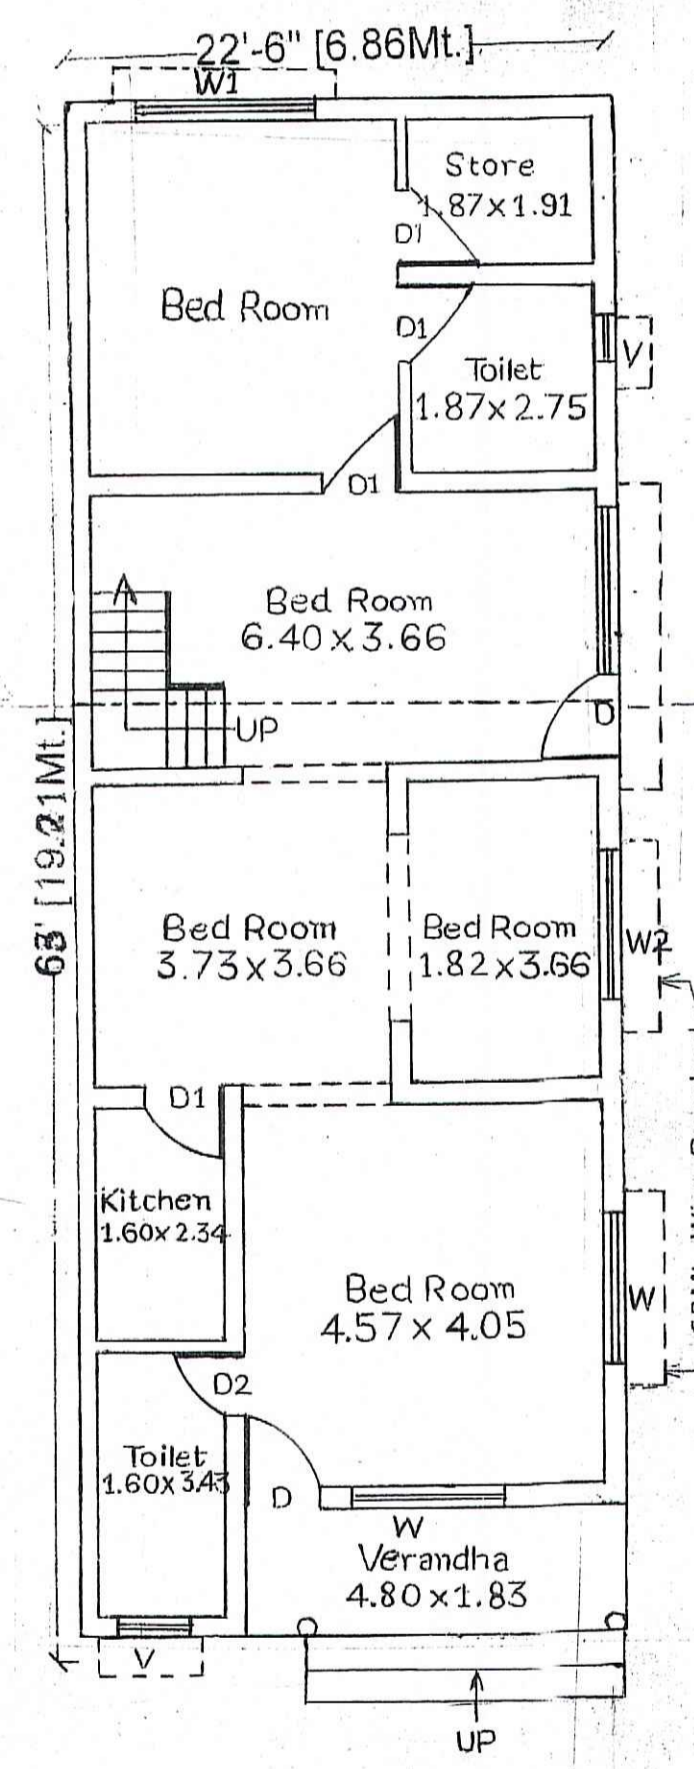 22'-6" [6.86Mt.]
W1
Store
1.87x1.91
D1
Bed Room
D1
Toilet
1.87x2.75
V
D1
Bed Room
6.40x3.66
D
UP
63' [19.21Mt.]
Bed Room
3.73x3.66
Bed Room
1.82x3.66
W2
D1
Kitchen
1.60x2.34
Bed Room
4.57x4.05
W
D2
Toilet
1.60x3.43
D
W
Verandha
4.80x1.83
V
UP